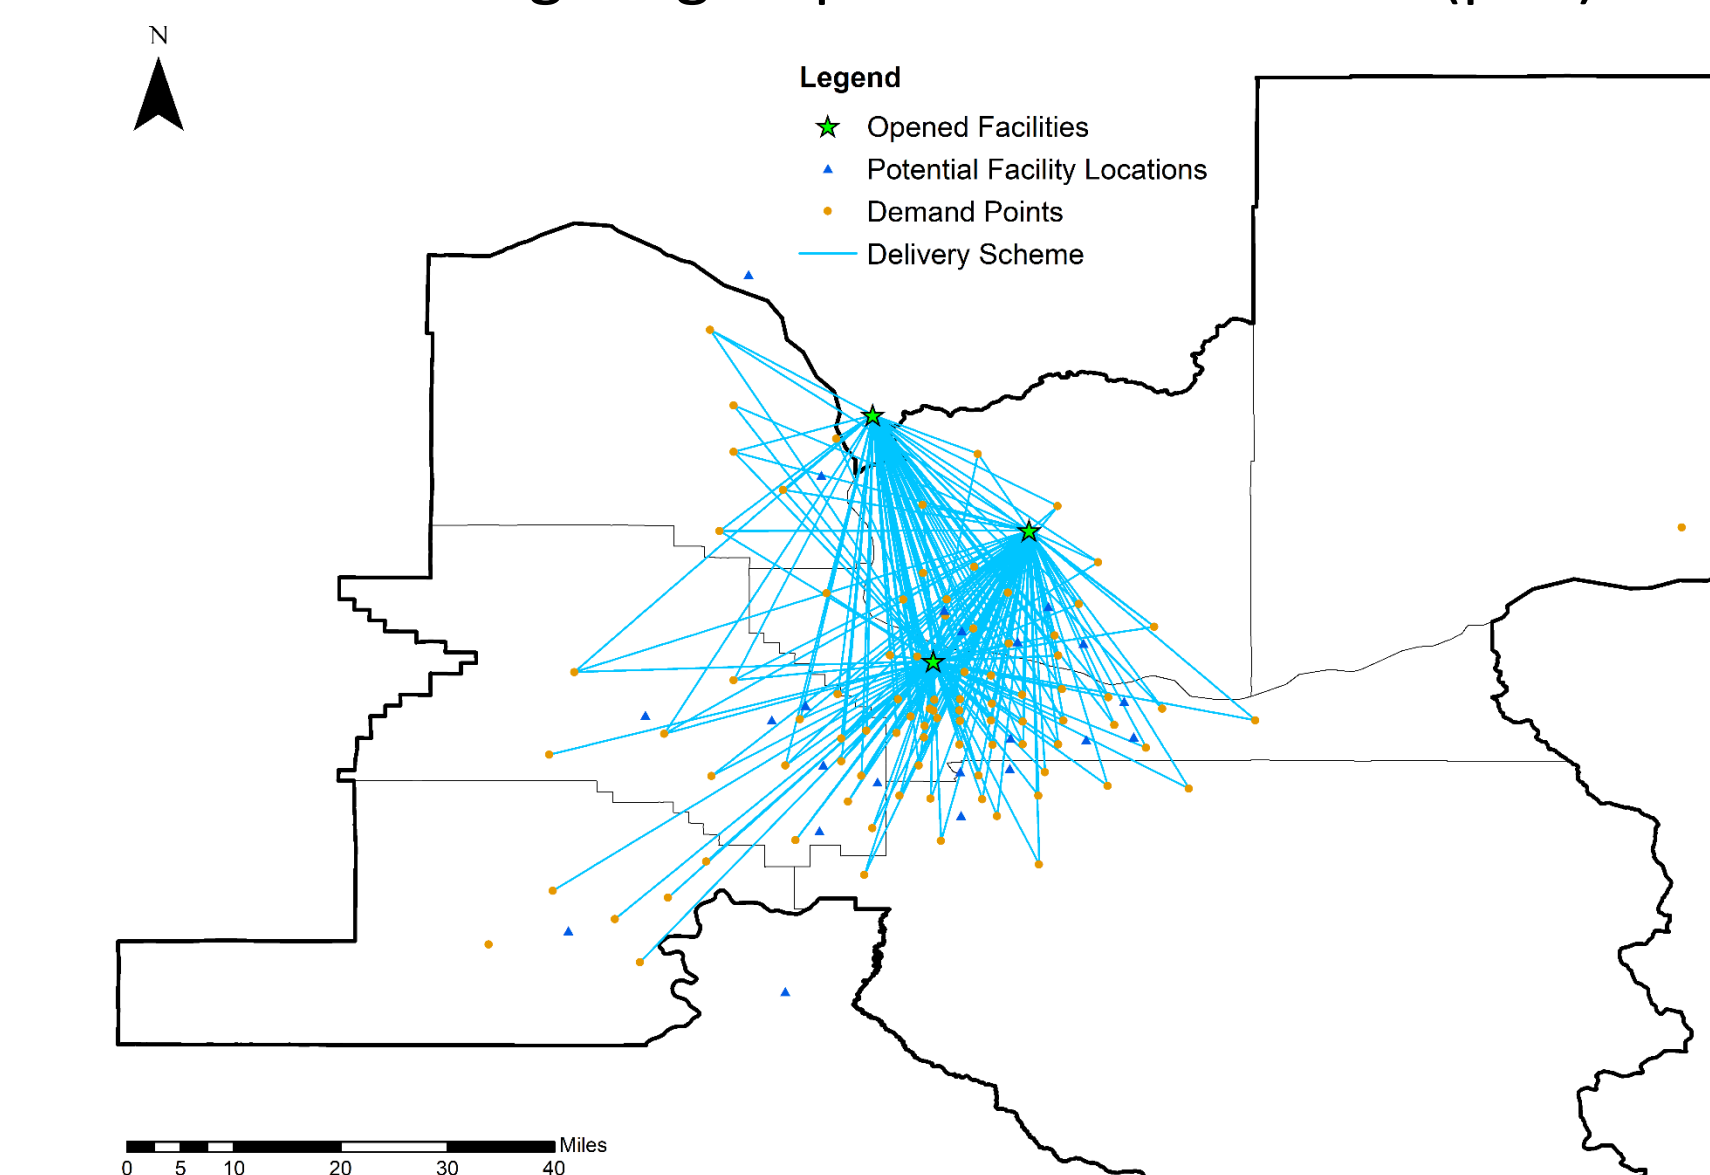 N
Legend
Opened Facilities
Potential Facility Locations
Demand Points
Delivery Scheme
Miles
0 5 10 20 30 40